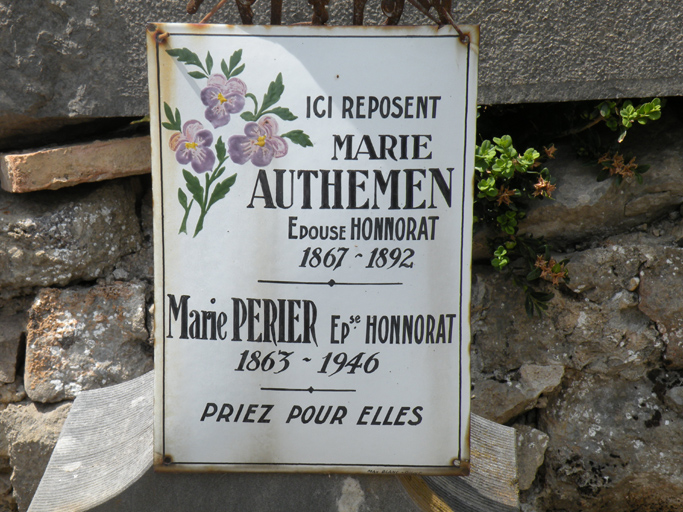 ICI REPOSENT
MARIE
AUTHEMEN
EPOUSE HONNORAT
1867 ~ 1892
Marie PERIER Epse HONNORAT
1863 ~ 1946
PRIEZ POUR ELLES